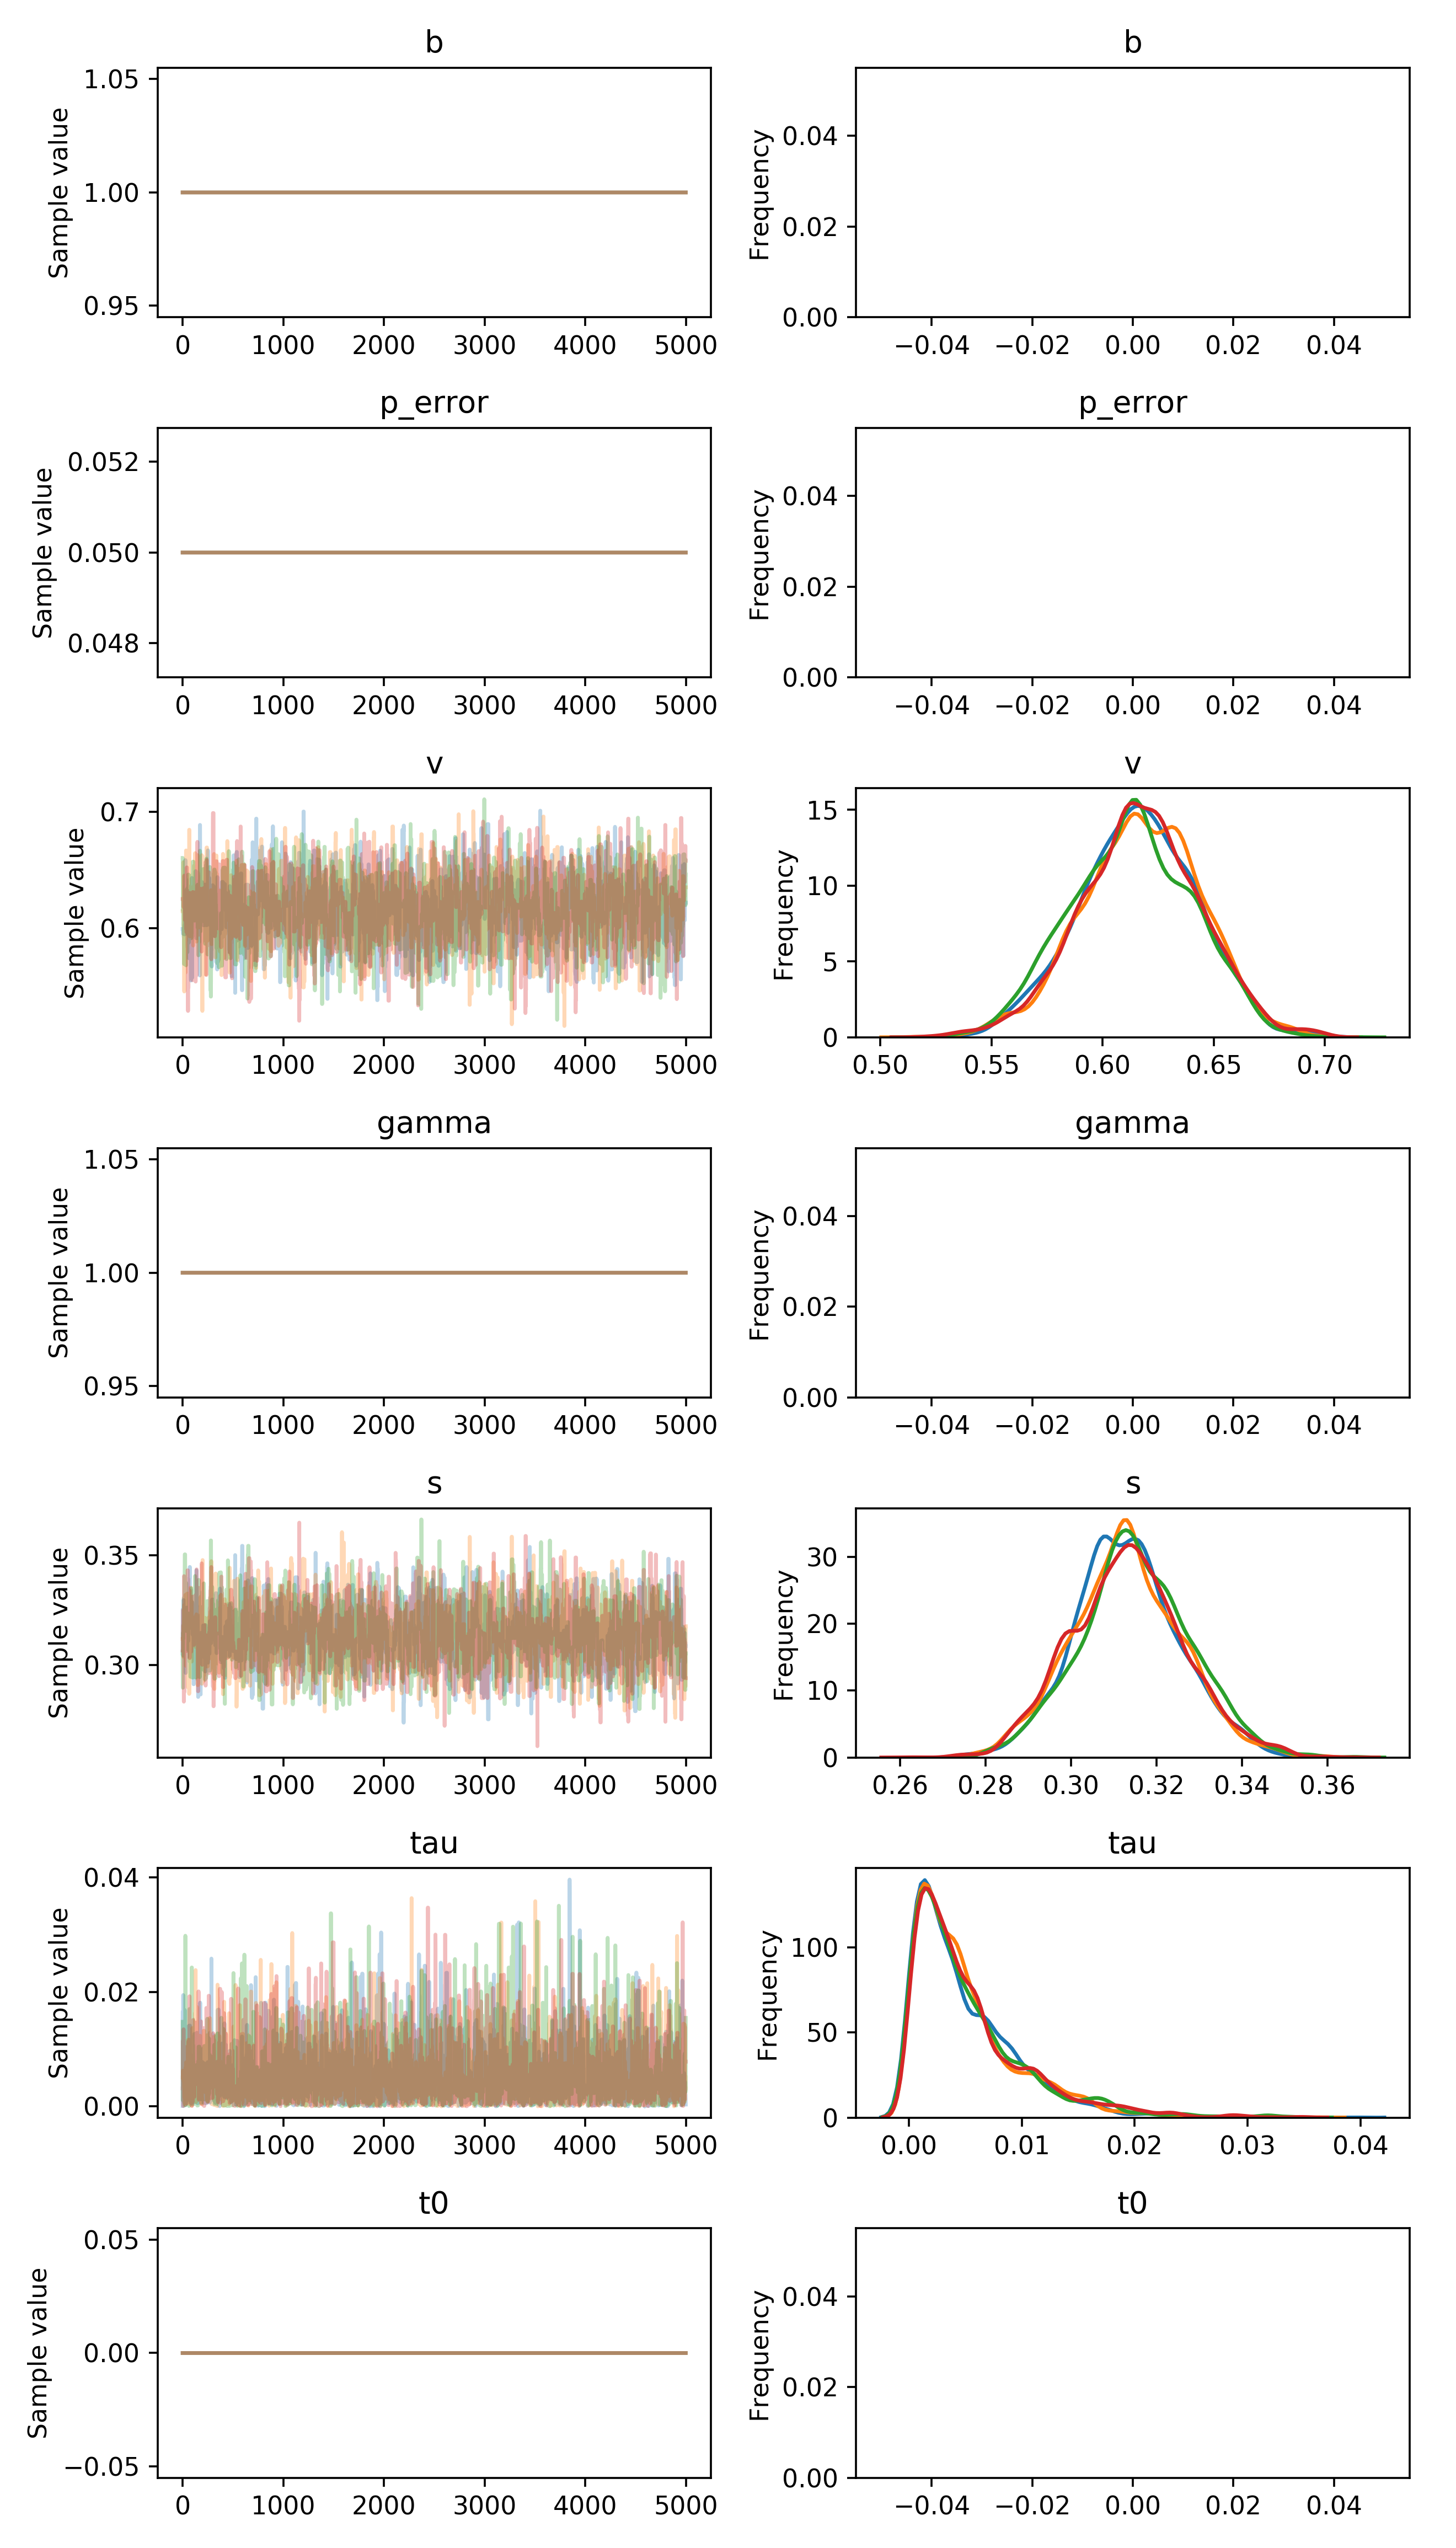 b
b
Sample value
1.05
1.00
0.95
0 1000 2000 3000 4000 5000
Frequency
0.04
0.02
0.00
−0.04 −0.02 0.00 0.02 0.04
p_error
p_error
Sample value
0.052
0.050
0.048
0 1000 2000 3000 4000 5000
Frequency
0.04
0.02
0.00
−0.04 −0.02 0.00 0.02 0.04
v
v
Sample value
0.7
0.6
0 1000 2000 3000 4000 5000
Frequency
15
10
5
0
0.50 0.55 0.60 0.65 0.70
gamma
gamma
Sample value
1.05
1.00
0.95
0 1000 2000 3000 4000 5000
Frequency
0.04
0.02
0.00
−0.04 −0.02 0.00 0.02 0.04
s
s
Sample value
0.35
0.30
0 1000 2000 3000 4000 5000
Frequency
30
20
10
0
0.26 0.28 0.30 0.32 0.34 0.36
tau
tau
Sample value
0.04
0.02
0.00
0 1000 2000 3000 4000 5000
Frequency
100
50
0
0.00 0.01 0.02 0.03 0.04
t0
t0
Sample value
0.05
0.00
−0.05
0 1000 2000 3000 4000 5000
Frequency
0.04
0.02
0.00
−0.04 −0.02 0.00 0.02 0.04